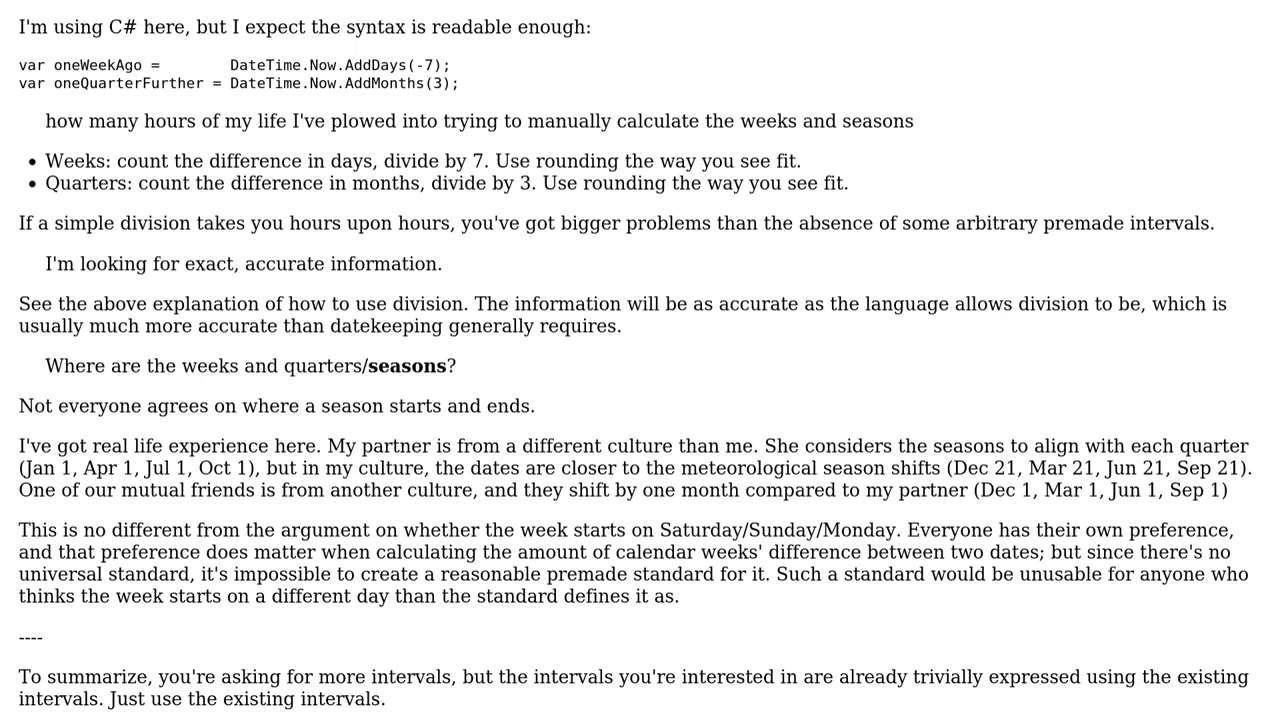 I'm using C# here, but I expect the syntax is readable enough:
var oneWeekAgo =        DateTime.Now.AddDays(-7);
var oneQuarterFurther = DateTime.Now.AddMonths(3);
how many hours of my life I've plowed into trying to manually calculate the weeks and seasons
• Weeks: count the difference in days, divide by 7. Use rounding the way you see fit.
• Quarters: count the difference in months, divide by 3. Use rounding the way you see fit.
If a simple division takes you hours upon hours, you've got bigger problems than the absence of some arbitrary premade intervals.
I'm looking for exact, accurate information.
See the above explanation of how to use division. The information will be as accurate as the language allows division to be, which is
usually much more accurate than datekeeping generally requires.
Where are the weeks and quarters/seasons?
Not everyone agrees on where a season starts and ends.
I've got real life experience here. My partner is from a different culture than me. She considers the seasons to align with each quarter
(Jan 1, Apr 1, Jul 1, Oct 1), but in my culture, the dates are closer to the meteorological season shifts (Dec 21, Mar 21, Jun 21, Sep 21).
One of our mutual friends is from another culture, and they shift by one month compared to my partner (Dec 1, Mar 1, Jun 1, Sep 1)
This is no different from the argument on whether the week starts on Saturday/Sunday/Monday. Everyone has their own preference,
and that preference does matter when calculating the amount of calendar weeks' difference between two dates; but since there's no
universal standard, it's impossible to create a reasonable premade standard for it. Such a standard would be unusable for anyone who
thinks the week starts on a different day than the standard defines it as.
----
To summarize, you're asking for more intervals, but the intervals you're interested in are already trivially expressed using the existing
intervals. Just use the existing intervals.